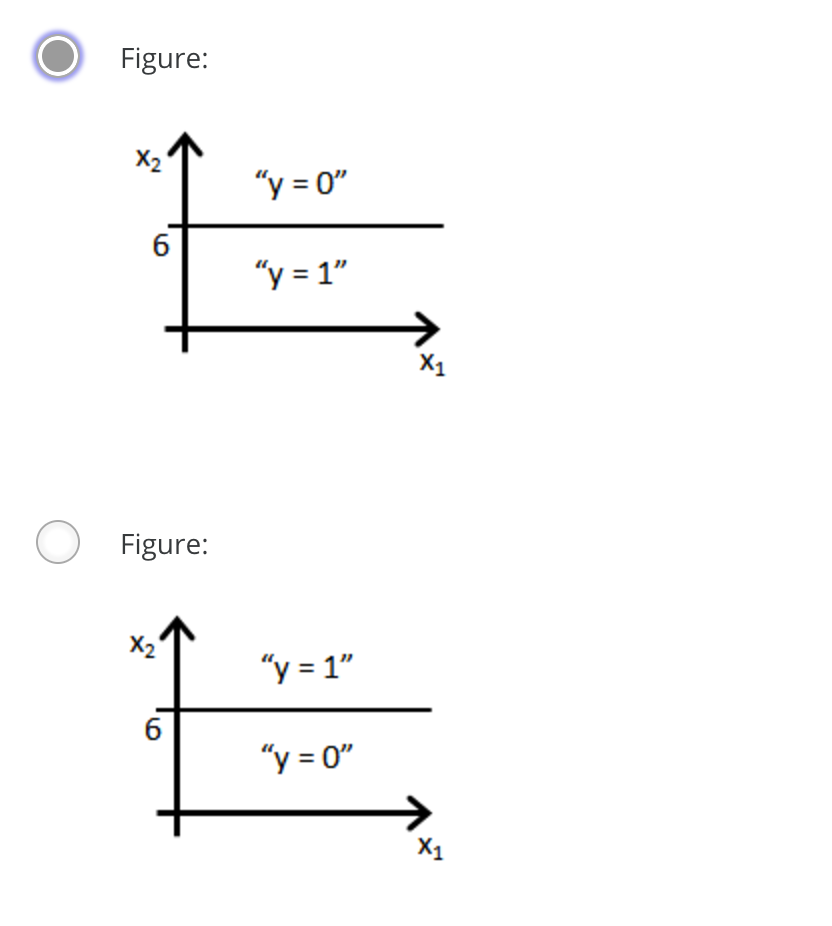 Figure:
x₂
“y = 0”
6
“y = 1”
x₁
Figure:
x₂
“y = 1”
6
“y = 0”
x₁